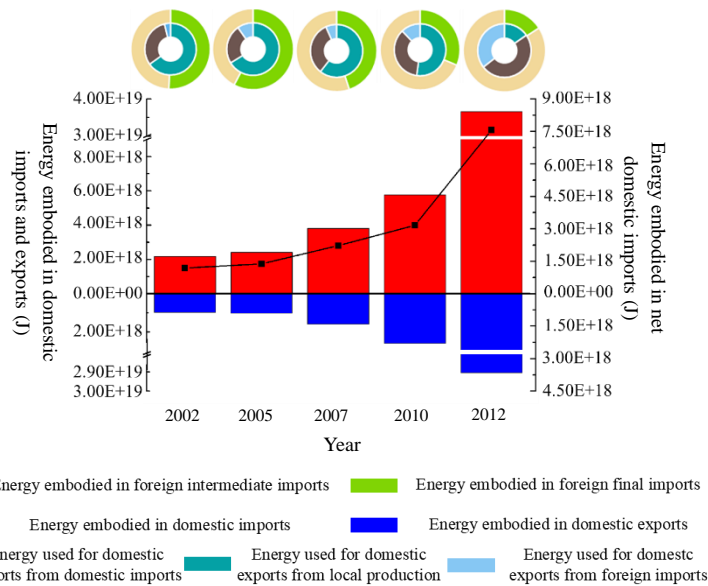 4.00E+19
3.00E+19
8.00E+18
6.00E+18
4.00E+18
2.00E+18
0.00E+00
2.00E+18
2.90E+19
3.00E+19
Energy embodied in domestic
imports and exports (J)
9.00E+18
7.50E+18
6.00E+18
4.50E+18
3.00E+18
1.50E+18
0.00E+00
1.50E+18
3.00E+18
4.50E+18
Energy embodied in net
domestic imports (J)
2002 2005 2007 2010 2012
Year
nergy embodied in foreign intermediate imports
Energy embodied in foreign final imports
Energy embodied in domestic imports
Energy embodied in domestic exports
nergy used for domestic
orts from domestic imports
Energy used for domestc
exports from local production
Energy used for domestc
exports from foreign imports